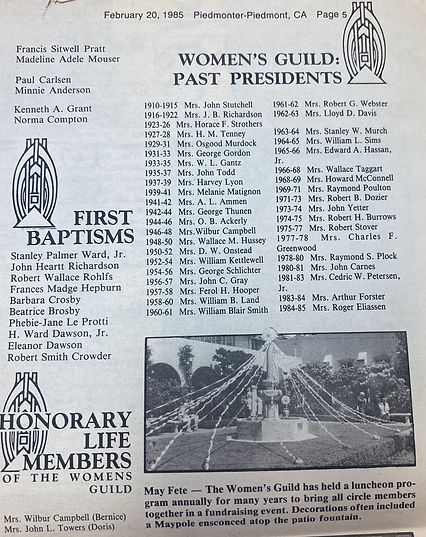 February 20, 1985 Piedmonter-Piedmont, CA Page 5
Francis Sitwell Pratt
Madeline Adele Mouser
Paul Carlsen
Minnie Anderson
Kenneth A. Grant
Norma Compton
FIRST
BAPTISMS
Stanley Palmer Ward, Jr.
John Heartt Richardson
Robert Wallace Rohlfs
Frances Madge Hepburn
Barbara Crosby
Beatrice Brosby
Phebie-Jane Le Protti
H. Ward Dawson, Jr.
Eleanor Dawson
Robert Smith Crowder
HONORARY
LIFE
MEMBERS
OF THE WOMENS
GUILD
Mrs. Wilbur Campbell (Bernice)
Mrs. John L. Towers (Doris)
WOMEN'S GUILD:
PAST PRESIDENTS
1910-1915 Mrs. John Stutchell
1916-1922 Mrs. J. B. Richardson
1923-26 Mrs. Horace F. Strothers
1927-28 Mrs. H. M. Tenney
1929-31 Mrs. Osgood Murdock
1931-33 Mrs. George Gordon
1933-35 Mrs. W. L. Gantz
1935-37 Mrs. John Todd
1937-39 Mrs. Harvey Lyon
1939-41 Mrs. Melanie Matignon
1941-42 Mrs. A. L. Ammen
1942-44 Mrs. George Thunen
1944-46 Mrs. O. B. Ackerly
1946-48 Mrs.Wilbur Campbell
1948-50 Mrs. Wallace M. Hussey
1950-52 Mrs. D. W. Onstead
1952-54 Mrs. William Kettlewell
1954-56 Mrs. George Schlichter
1956-57 Mrs. John C. Gray
1957-58 Mrs. Ferol H. Hooper
1958-60 Mrs. William B. Land
1960-61 Mrs. William Blair Smith
1961-62 Mrs. Robert G. Webster
1962-63 Mrs. Lloyd D. Davis
1963-64 Mrs. Stanley W. Murch
1964-65 Mrs. William L. Sims
1965-66 Mrs. Edward A. Hassan,
Jr.
1966-68 Mrs. Wallace Taggart
1968-69 Mrs. Howard McConnell
1969-71 Mrs. Raymond Poulton
1971-73 Mrs. Robert B. Dozier
1973-74 Mrs. John Yetter
1974-75 Mrs. Robert H. Burrows
1975-77 Mrs. Robert Stover
1977-78 Mrs. Charles F.
Greenwood
1978-80 Mrs. Raymond S. Plock
1980-81 Mrs. John Carnes
1981-83 Mrs. Cedric W. Petersen,
Jr.
1983-84 Mrs. Arthur Forster
1984-85 Mrs. Roger Eliassen
May Fete — The Women's Guild has held a luncheon pro-
gram annually for many years to bring all circle members
together in a fundraising event. Decorations often included
a Maypole ensconced atop the patio fountain.